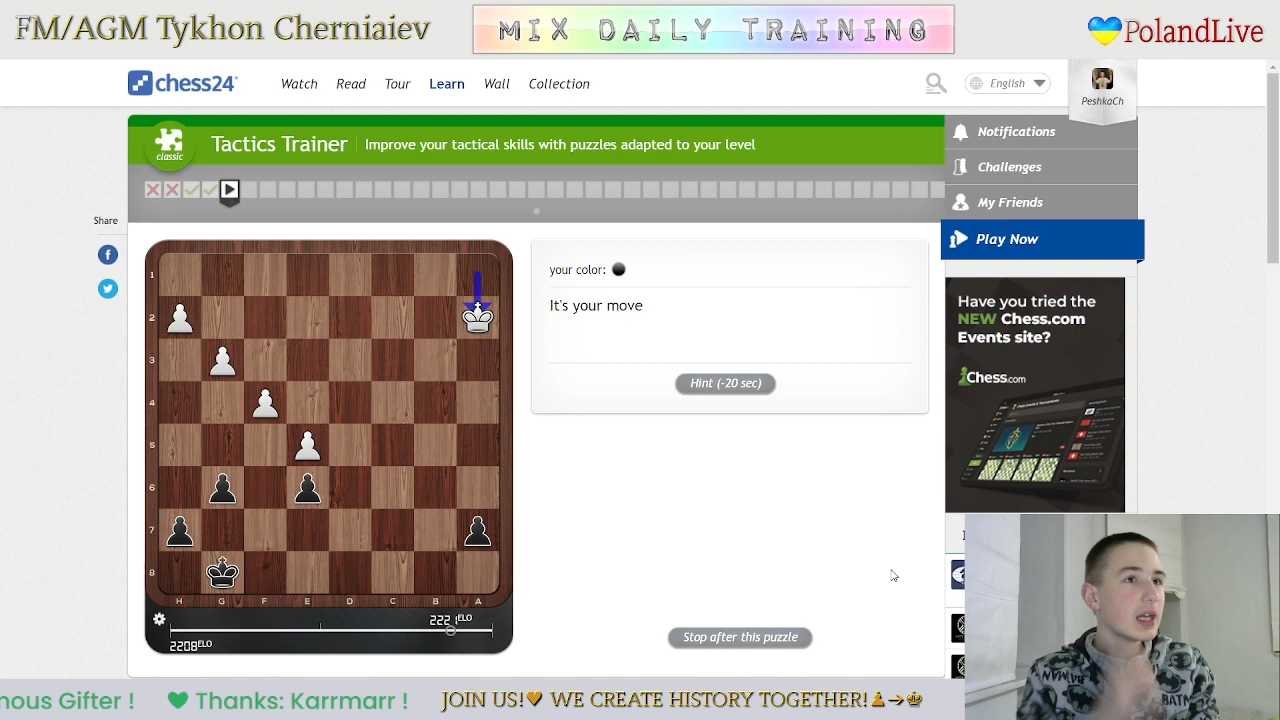 FM/AGM Tykhon Cherniaiev
MIX DAILY TRAINING
PolandLive
chess24
Watch Read Tour Learn Wall Collection
English
PeshkaCh
classic
Tactics Trainer
Improve your tactical skills with puzzles adapted to your level
Notifications
Challenges
My Friends
Play Now
Share
your color:
It's your move
Hint (-20 sec)
Stop after this puzzle
1
2
3
4
5
6
7
8
H G F E D C B A
2208ELO
Have you tried the
NEW Chess.com
Events site?
Chess.com
nous Gifter !
Thanks: Karrmarr !
JOIN US! WE CREATE HISTORY TOGETHER!